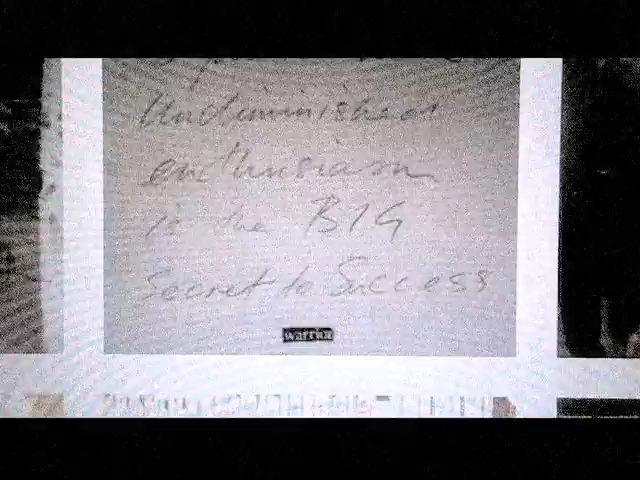 Undiminished
enthusiasm
is the BIG
Secret to Success
warrior